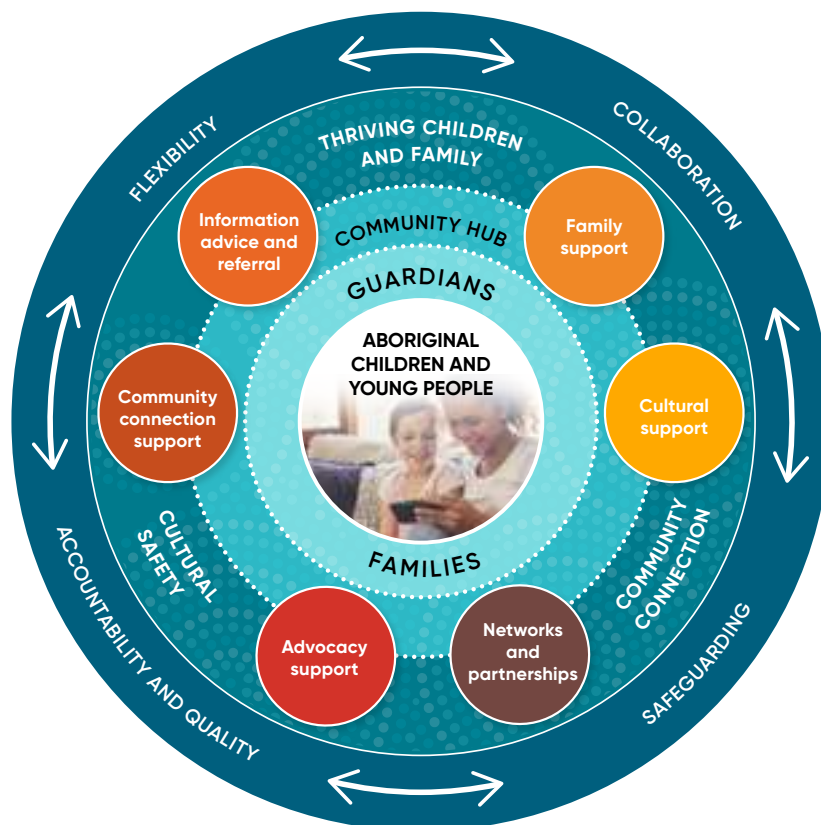 FLEXIBILITY
COLLABORATION
THRIVING CHILDREN
AND FAMILY
Information
advice and
referral
COMMUNITY HUB
Family
support
GUARDIANS
ABORIGINAL
CHILDREN AND
YOUNG PEOPLE
Community
connection
support
Cultural
support
CULTURAL
SAFETY
FAMILIES
COMMUNITY
CONNECTION
Advocacy
support
Networks
and
partnerships
ACCOUNTABILITY AND QUALITY
SAFEGUARDING